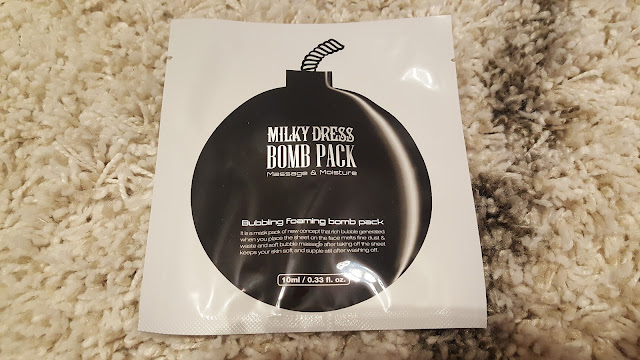 MILKY DRESS
BOMB PACK
Massage & Moisture
Bubbling foaming bomb pack
It is a mask pack of new concept that rich bubble generated
when you place the sheet on the face melts fine dust &
waste and soft bubble massage after taking off the sheet
keeps your skin soft and supple still after washing off.
10ml / 0.33 fl. oz.